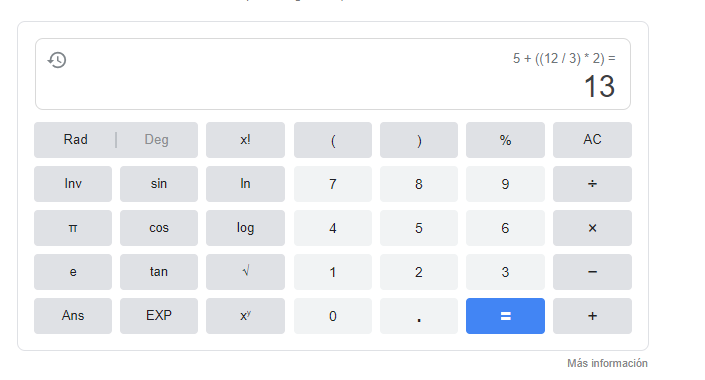 5 + ((12 / 3) * 2) =
13
Rad | Deg x! ( ) % AC
Inv sin ln 7 8 9 ÷
π cos log 4 5 6 ×
e tan √ 1 2 3 −
Ans EXP xʸ 0 . = +
Más información